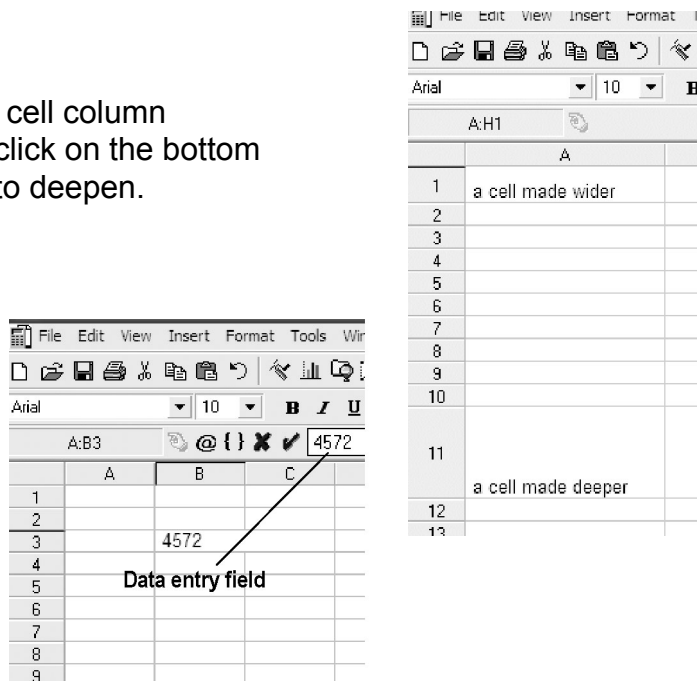 cell column
click on the bottom
to deepen.
File Edit View Insert Format Tools
Arial 10 B I U
A:B3 @ { } 4572
A B C
1
2
3 4572
4
Data entry field
5
6
7
8
9
File Edit View Insert Format
Arial 10 B
A:H1
A
1 a cell made wider
2
3
4
5
6
7
8
9
10
11 a cell made deeper
12
13